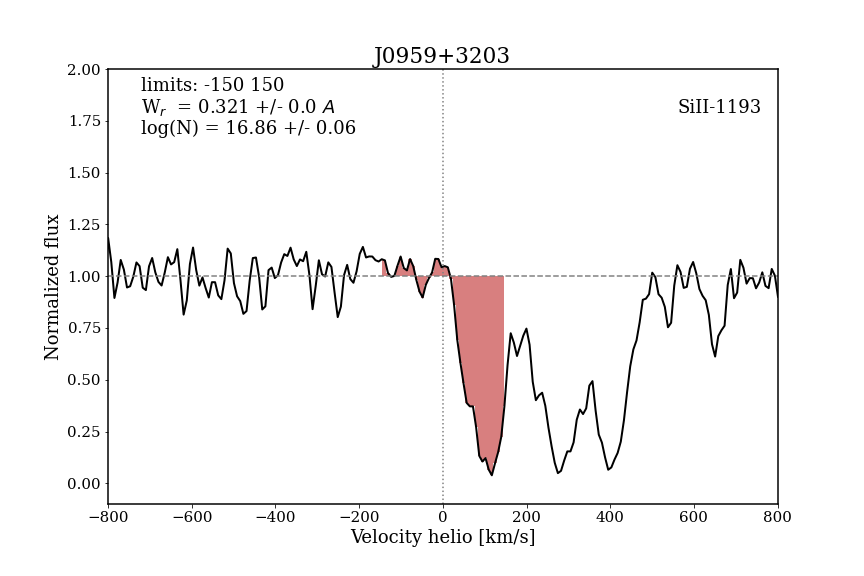 J0959+3203
limits: -150 150
Wr = 0.321 +/- 0.0 A
log(N) = 16.86 +/- 0.06
SiII-1193
Normalized flux
2.00
1.75
1.50
1.25
1.00
0.75
0.50
0.25
0.00
−800 −600 −400 −200 0 200 400 600 800
Velocity helio [km/s]